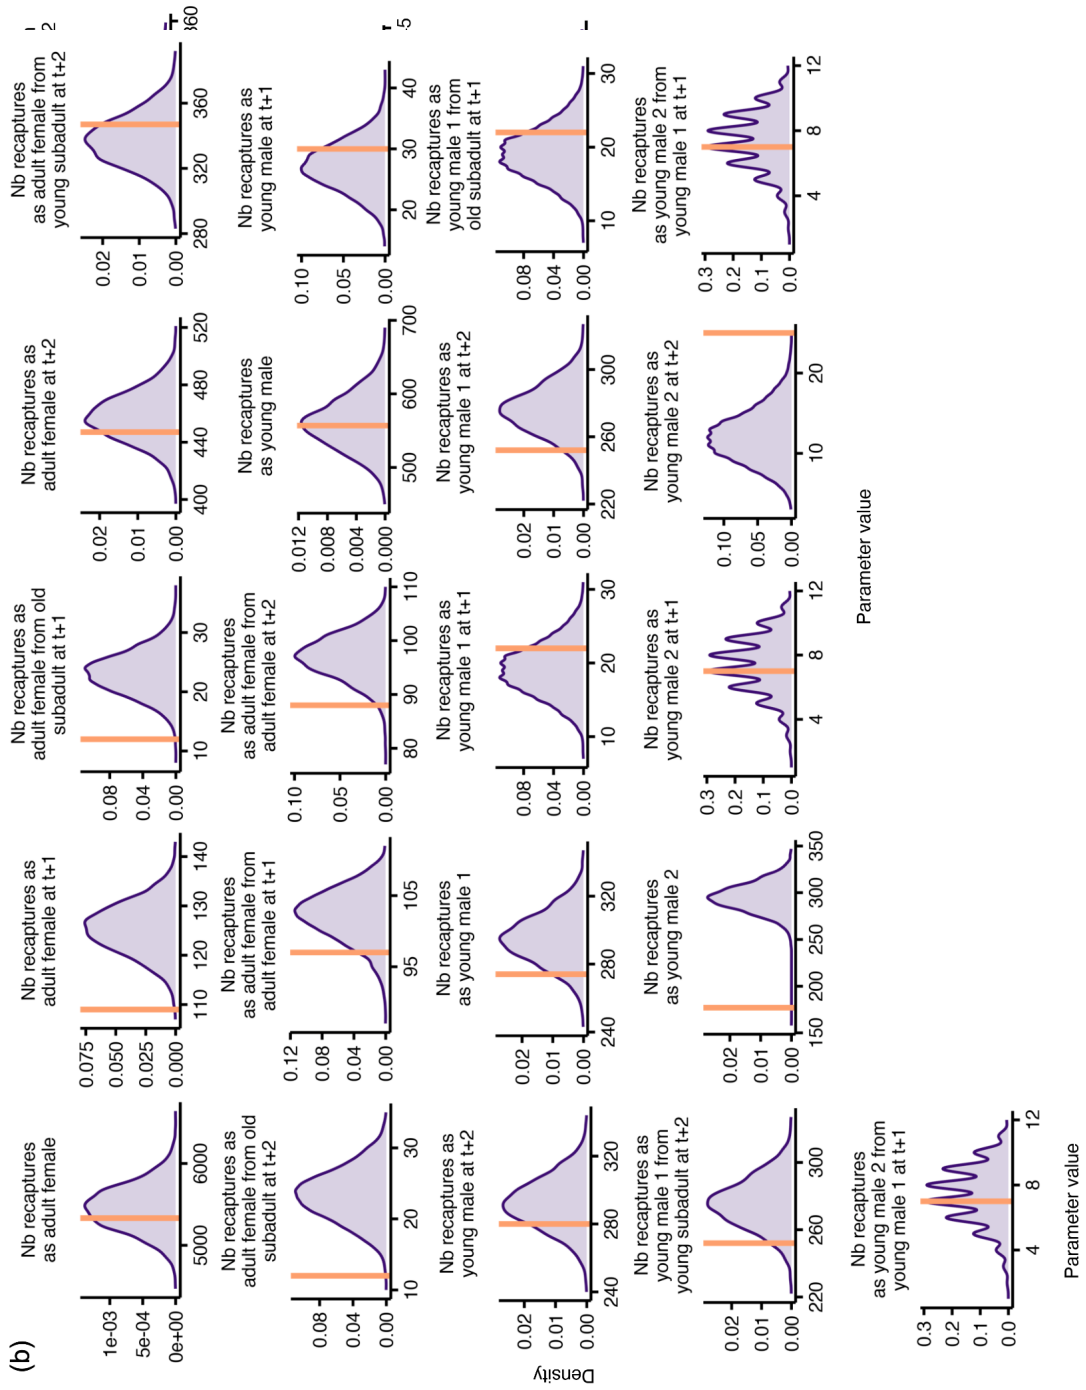 (b)
Nb recaptures
as adult female
1e-03
5e-04
0e+00
5000 6000
Nb recaptures as
adult female at t+1
0.075
0.050
0.025
0.000
110 120 130 140
Nb recaptures as
adult female from old
subadult at t+1
0.08
0.04
0.00
10 20 30
Nb recaptures as
adult female at t+2
0.02
0.01
0.00
400 440 480 520
Nb recaptures
as adult female from
young subadult at t+2
0.02
0.01
0.00
280 320 360
2
360
Nb recaptures as
adult female from old
subadult at t+2
0.08
0.04
0.00
10 20 30
Nb recaptures
as adult female from
adult female at t+1
0.12
0.08
0.04
0.00
95 105
Nb recaptures
as adult female from
adult female at t+2
0.10
0.05
0.00
80 90 100 110
Nb recaptures
as young male
0.012
0.008
0.004
0.000
500 600 700
Nb recaptures as
young male at t+1
0.10
0.05
0.00
20 30 40
5
Density
Nb recaptures as
young male at t+2
0.02
0.01
0.00
240 280 320
Nb recaptures
as young male 1
0.02
0.01
0.00
240 280 320
Nb recaptures as
young male 1 at t+1
0.08
0.04
0.00
10 20 30
Nb recaptures as
young male 1 at t+2
0.02
0.01
0.00
220 260 300
Nb recaptures as
young male 1 from
old subadult at t+1
0.08
0.04
0.00
10 20 30
Nb recaptures as
young male 1 from
young subadult at t+2
0.02
0.01
0.00
220 260 300
Nb recaptures
as young male 2
0.02
0.01
0.00
150 200 250 300 350
Nb recaptures as
young male 2 at t+1
0.3
0.2
0.1
0.0
4 8 12
Nb recaptures as
young male 2 at t+2
0.10
0.05
0.00
10 20
Nb recaptures
as young male 2 from
young male 1 at t+1
0.3
0.2
0.1
0.0
4 8 12
Parameter value
Nb recaptures
as young male 2 from
young male 1 at t+1
0.3
0.2
0.1
0.0
4 8 12
Parameter value